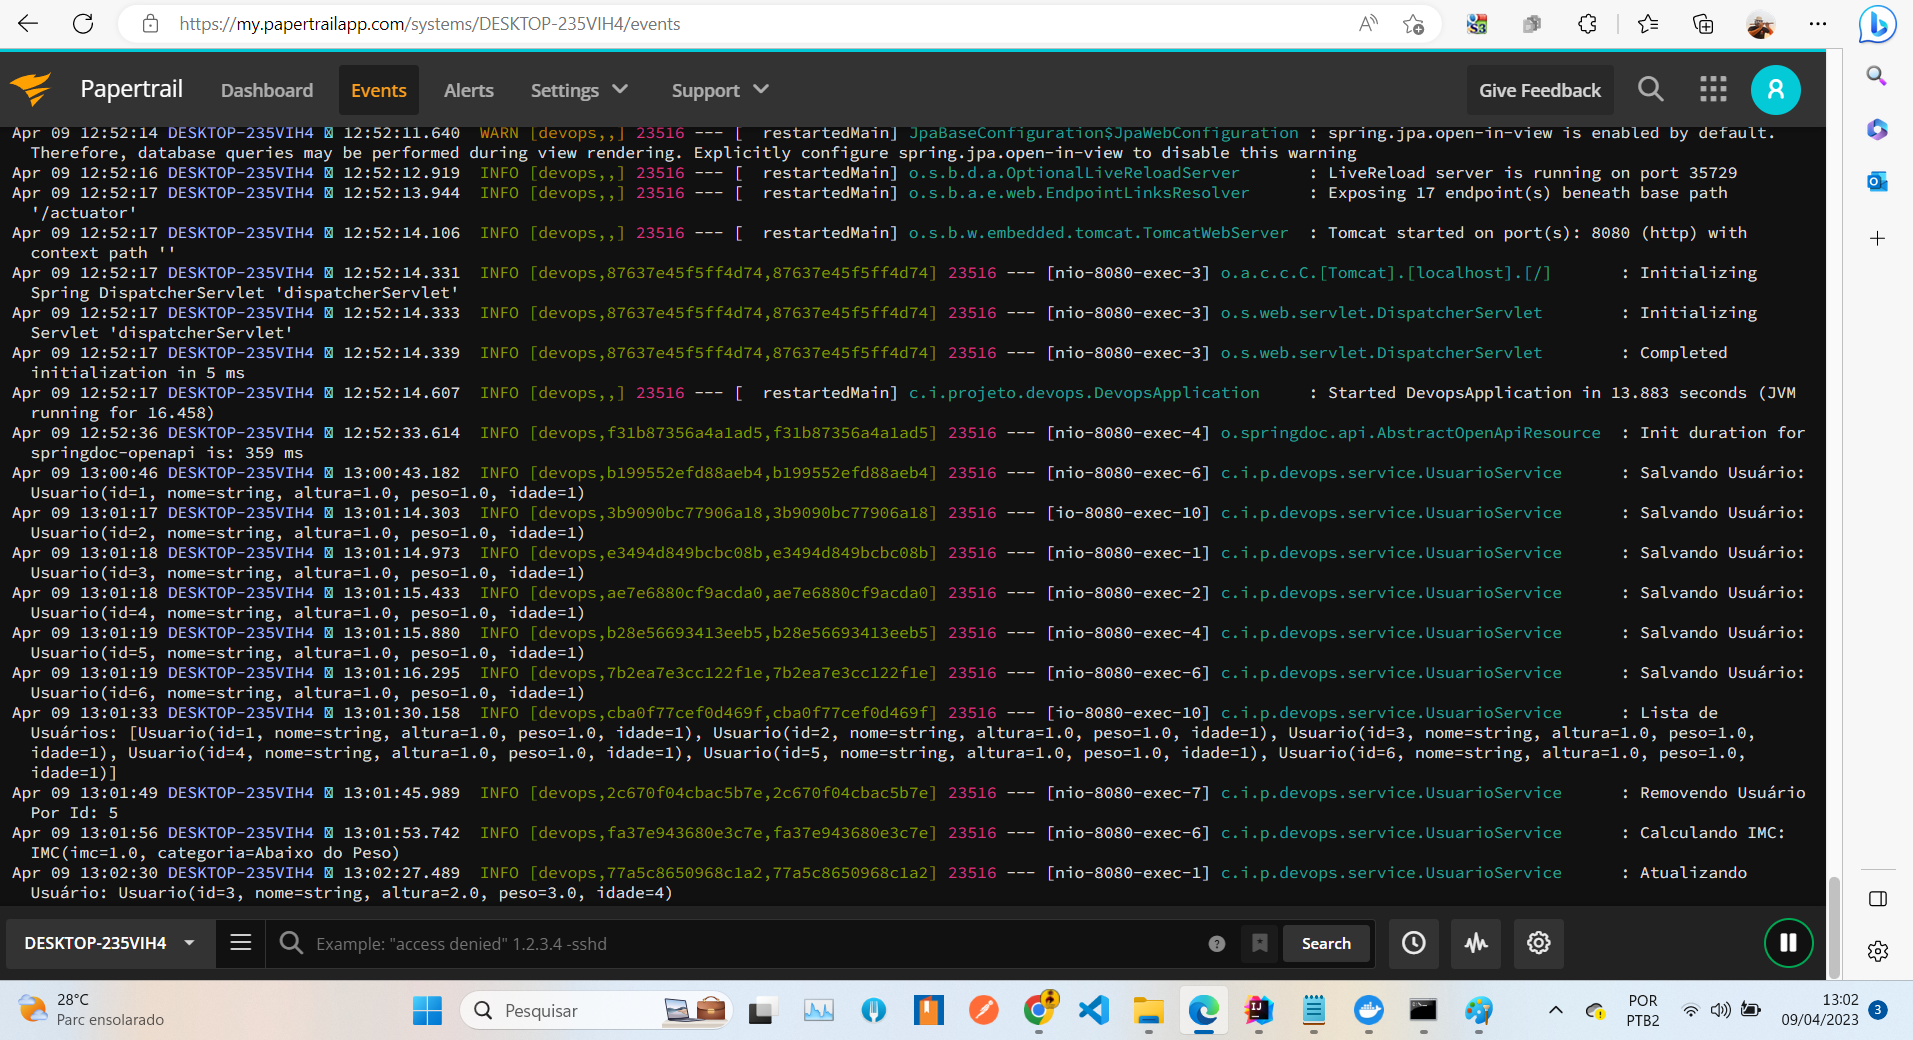 https://my.papertrailapp.com/systems/DESKTOP-235VIH4/events
Papertrail
Dashboard
Events
Alerts
Settings
Support
Give Feedback
Apr 09 12:52:14 DESKTOP-235VIH4 12:52:11.640 WARN [devops,,] 23516 --- [ restartedMain] JpaBaseConfiguration$JpaWebConfiguration : spring.jpa.open-in-view is enabled by default.
Therefore, database queries may be performed during view rendering. Explicitly configure spring.jpa.open-in-view to disable this warning
Apr 09 12:52:16 DESKTOP-235VIH4 12:52:12.919 INFO [devops,,] 23516 --- [ restartedMain] o.s.b.d.a.OptionalLiveReloadServer : LiveReload server is running on port 35729
Apr 09 12:52:17 DESKTOP-235VIH4 12:52:13.944 INFO [devops,,] 23516 --- [ restartedMain] o.s.b.a.e.web.EndpointLinksResolver : Exposing 17 endpoint(s) beneath base path
'/actuator'
Apr 09 12:52:17 DESKTOP-235VIH4 12:52:14.106 INFO [devops,,] 23516 --- [ restartedMain] o.s.b.w.embedded.tomcat.TomcatWebServer : Tomcat started on port(s): 8080 (http) with
context path ''
Apr 09 12:52:17 DESKTOP-235VIH4 12:52:14.331 INFO [devops,87637e45f5ff4d74,87637e45f5ff4d74] 23516 --- [nio-8080-exec-3] o.a.c.c.C.[Tomcat].[localhost].[/] : Initializing
Spring DispatcherServlet 'dispatcherServlet'
Apr 09 12:52:17 DESKTOP-235VIH4 12:52:14.333 INFO [devops,87637e45f5ff4d74,87637e45f5ff4d74] 23516 --- [nio-8080-exec-3] o.s.web.servlet.DispatcherServlet : Initializing
Servlet 'dispatcherServlet'
Apr 09 12:52:17 DESKTOP-235VIH4 12:52:14.339 INFO [devops,87637e45f5ff4d74,87637e45f5ff4d74] 23516 --- [nio-8080-exec-3] o.s.web.servlet.DispatcherServlet : Completed
initialization in 5 ms
Apr 09 12:52:17 DESKTOP-235VIH4 12:52:14.607 INFO [devops,,] 23516 --- [ restartedMain] c.i.projeto.devops.DevopsApplication : Started DevopsApplication in 13.883 seconds (JVM
running for 16.458)
Apr 09 12:52:36 DESKTOP-235VIH4 12:52:33.614 INFO [devops,f31b87356a4a1ad5,f31b87356a4a1ad5] 23516 --- [nio-8080-exec-4] o.springdoc.api.AbstractOpenApiResource : Init duration for
springdoc-openapi is: 359 ms
Apr 09 13:00:46 DESKTOP-235VIH4 13:00:43.182 INFO [devops,b199552efd88aeb4,b199552efd88aeb4] 23516 --- [nio-8080-exec-6] c.i.p.devops.service.UsuarioService : Salvando Usuário:
Usuario(id=1, nome=string, altura=1.0, peso=1.0, idade=1)
Apr 09 13:01:17 DESKTOP-235VIH4 13:01:14.303 INFO [devops,3b9090bc77906a18,3b9090bc77906a18] 23516 --- [io-8080-exec-10] c.i.p.devops.service.UsuarioService : Salvando Usuário:
Usuario(id=2, nome=string, altura=1.0, peso=1.0, idade=1)
Apr 09 13:01:18 DESKTOP-235VIH4 13:01:14.973 INFO [devops,e3494d849bcbc08b,e3494d849bcbc08b] 23516 --- [nio-8080-exec-1] c.i.p.devops.service.UsuarioService : Salvando Usuário:
Usuario(id=3, nome=string, altura=1.0, peso=1.0, idade=1)
Apr 09 13:01:18 DESKTOP-235VIH4 13:01:15.433 INFO [devops,ae7e6880cf9acda0,ae7e6880cf9acda0] 23516 --- [nio-8080-exec-2] c.i.p.devops.service.UsuarioService : Salvando Usuário:
Usuario(id=4, nome=string, altura=1.0, peso=1.0, idade=1)
Apr 09 13:01:19 DESKTOP-235VIH4 13:01:15.880 INFO [devops,b28e56693413eeb5,b28e56693413eeb5] 23516 --- [nio-8080-exec-4] c.i.p.devops.service.UsuarioService : Salvando Usuário:
Usuario(id=5, nome=string, altura=1.0, peso=1.0, idade=1)
Apr 09 13:01:19 DESKTOP-235VIH4 13:01:16.295 INFO [devops,7b2ea7e3cc122f1e,7b2ea7e3cc122f1e] 23516 --- [nio-8080-exec-6] c.i.p.devops.service.UsuarioService : Salvando Usuário:
Usuario(id=6, nome=string, altura=1.0, peso=1.0, idade=1)
Apr 09 13:01:33 DESKTOP-235VIH4 13:01:30.158 INFO [devops,cba0f77cef0d469f,cba0f77cef0d469f] 23516 --- [io-8080-exec-10] c.i.p.devops.service.UsuarioService : Lista de
Usuários: [Usuario(id=1, nome=string, altura=1.0, peso=1.0, idade=1), Usuario(id=2, nome=string, altura=1.0, peso=1.0, idade=1), Usuario(id=3, nome=string, altura=1.0, peso=1.0,
idade=1), Usuario(id=4, nome=string, altura=1.0, peso=1.0, idade=1), Usuario(id=5, nome=string, altura=1.0, peso=1.0, idade=1), Usuario(id=6, nome=string, altura=1.0, peso=1.0,
idade=1)]
Apr 09 13:01:49 DESKTOP-235VIH4 13:01:45.989 INFO [devops,2c670f04cbac5b7e,2c670f04cbac5b7e] 23516 --- [nio-8080-exec-7] c.i.p.devops.service.UsuarioService : Removendo Usuário
Por Id: 5
Apr 09 13:01:56 DESKTOP-235VIH4 13:01:53.742 INFO [devops,fa37e943680e3c7e,fa37e943680e3c7e] 23516 --- [nio-8080-exec-6] c.i.p.devops.service.UsuarioService : Calculando IMC:
IMC(imc=1.0, categoria=Abaixo do Peso)
Apr 09 13:02:30 DESKTOP-235VIH4 13:02:27.489 INFO [devops,77a5c8650968c1a2,77a5c8650968c1a2] 23516 --- [nio-8080-exec-1] c.i.p.devops.service.UsuarioService : Atualizando
Usuário: Usuario(id=3, nome=string, altura=2.0, peso=3.0, idade=4)
DESKTOP-235VIH4
Example: "access denied" 1.2.3.4 -sshd
Search
28°C
Parc ensolarado
Pesquisar
POR
PTB2
13:02
09/04/2023
3